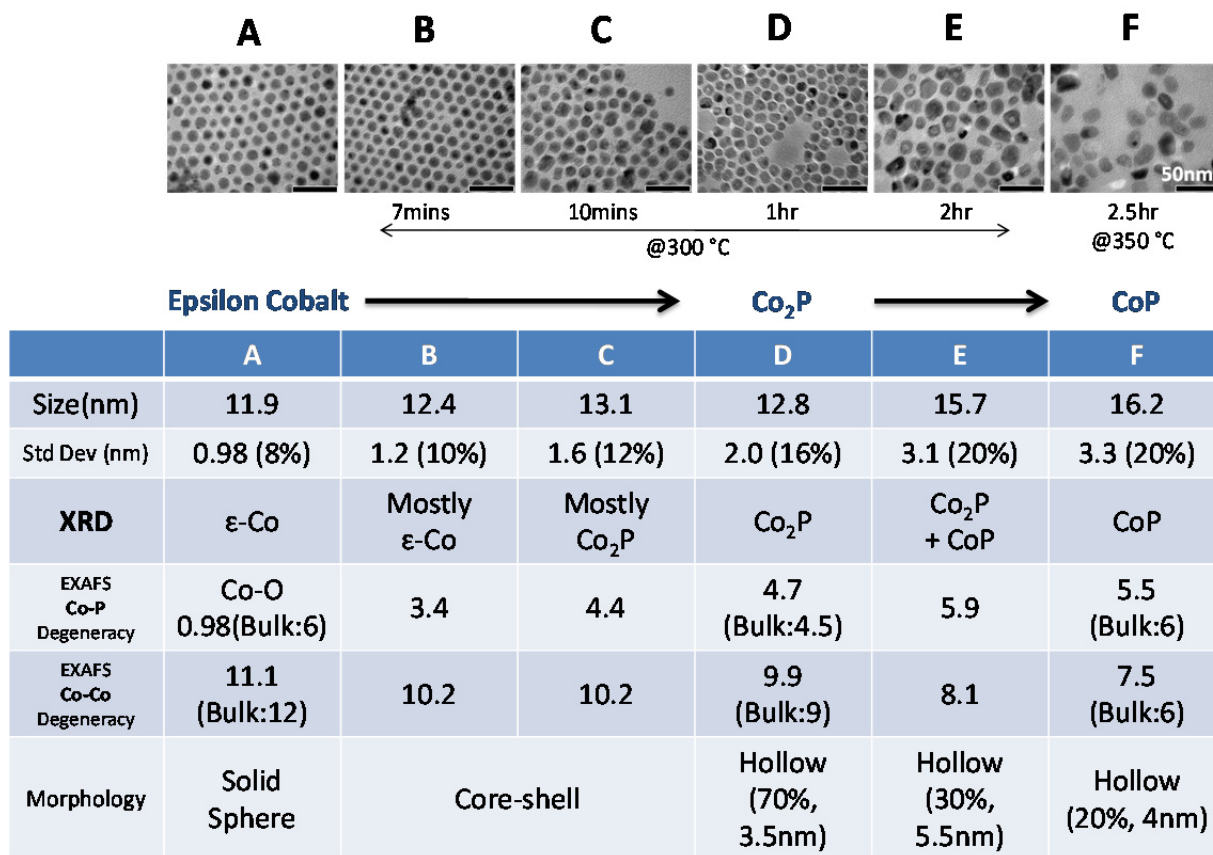 A B C D E F
50nm
7mins 10mins 1hr 2hr 2.5hr
@300 °C @350 °C
Epsilon Cobalt Co₂P CoP
A B C D E F
Size(nm) 11.9 12.4 13.1 12.8 15.7 16.2
Std Dev (nm) 0.98 (8%) 1.2 (10%) 1.6 (12%) 2.0 (16%) 3.1 (20%) 3.3 (20%)
XRD
ε-Co
Mostly
ε-Co
Mostly
Co₂P
Co₂P
Co₂P
+ CoP
CoP
EXAFS
Co-P
Degeneracy
Co-O
0.98(Bulk:6)
3.4
4.4
4.7
(Bulk:4.5)
5.9
5.5
(Bulk:6)
EXAFS
Co-Co
Degeneracy
11.1
(Bulk:12)
10.2
10.2
9.9
(Bulk:9)
8.1
7.5
(Bulk:6)
Morphology
Solid
Sphere
Core-shell
Hollow
(70%,
3.5nm)
Hollow
(30%,
5.5nm)
Hollow
(20%, 4nm)